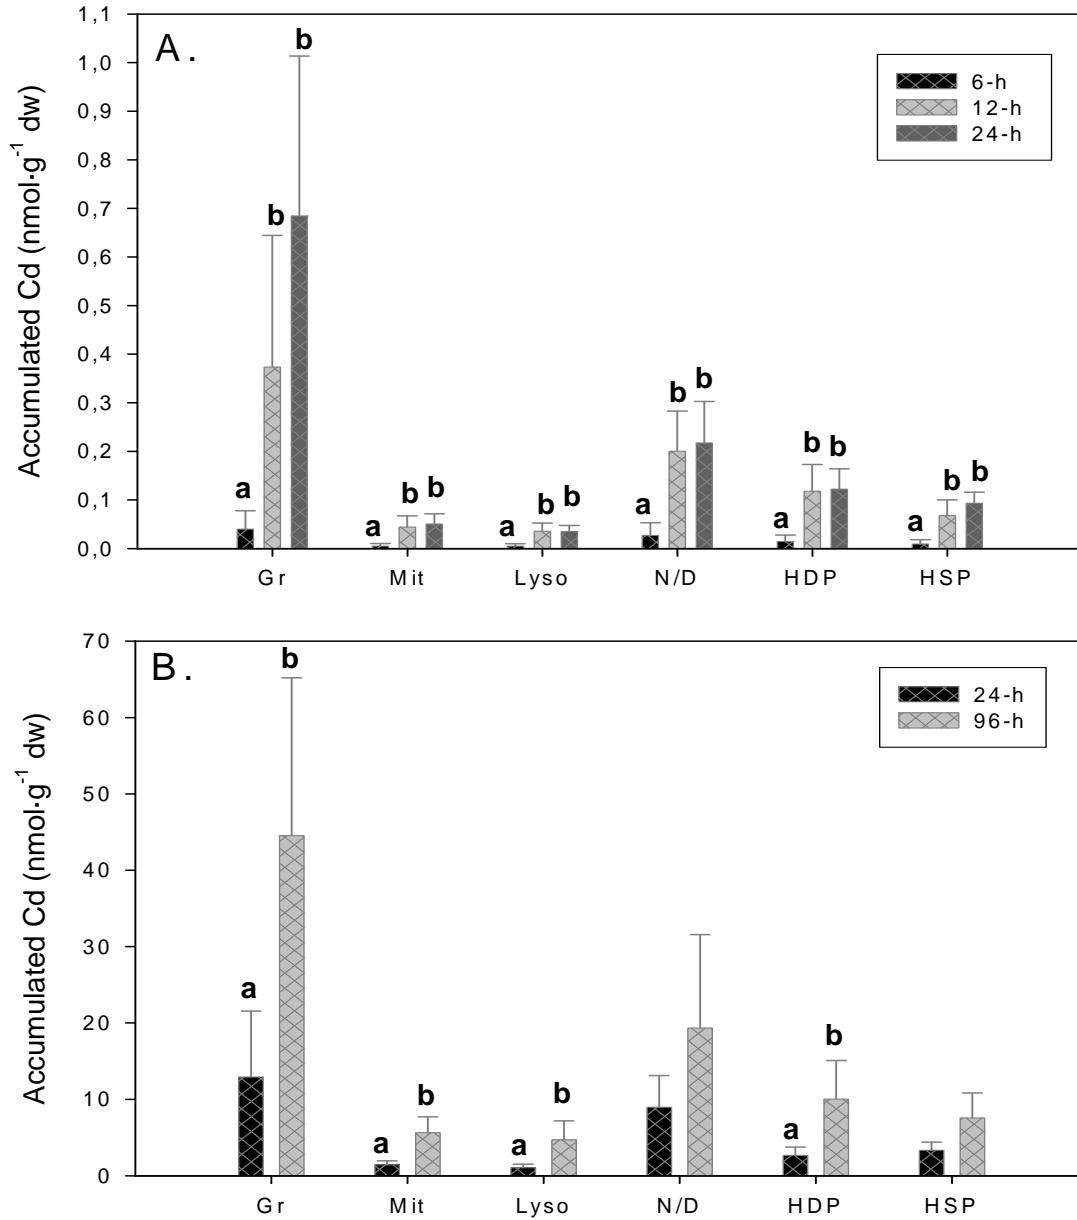 A.
Accumulated Cd (nmol·g⁻¹ dw)
1,1
1,0
0,9
0,8
0,7
0,6
0,5
0,4
0,3
0,2
0,1
0,0
6-h
12-h
24-h
a b b
a b b
a b b
a b b
a b b
a b b
Gr Mit Lyso N/D HDP HSP
B.
Accumulated Cd (nmol·g⁻¹ dw)
70
60
50
40
30
20
10
0
24-h
96-h
a b
a b
a b
a b
Gr Mit Lyso N/D HDP HSP